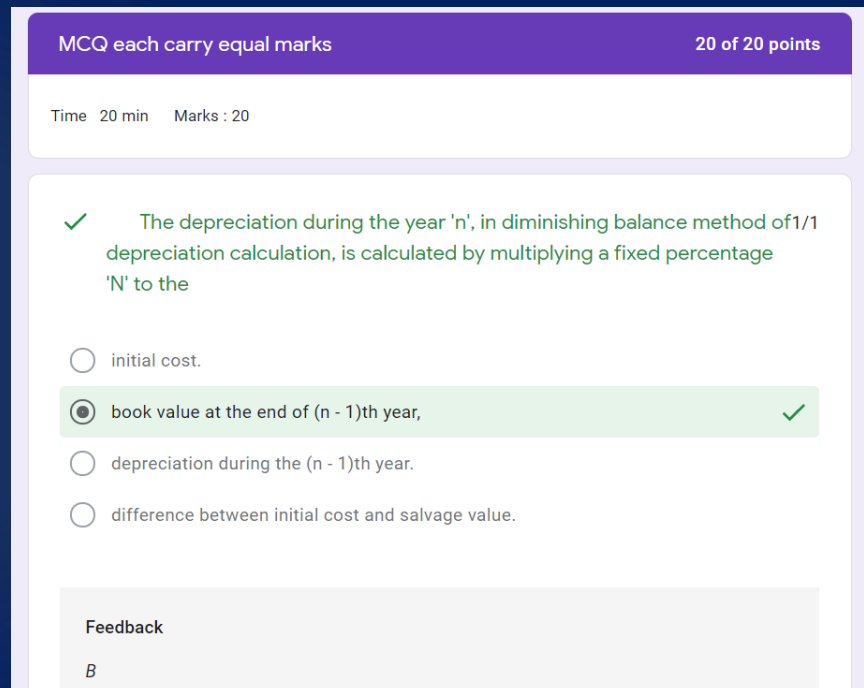 MCQ each carry equal marks 20 of 20 points
Time 20 min Marks : 20
The depreciation during the year 'n', in diminishing balance method of 1/1
depreciation calculation, is calculated by multiplying a fixed percentage
'N' to the
initial cost.
book value at the end of (n - 1)th year,
depreciation during the (n - 1)th year.
difference between initial cost and salvage value.
Feedback
B